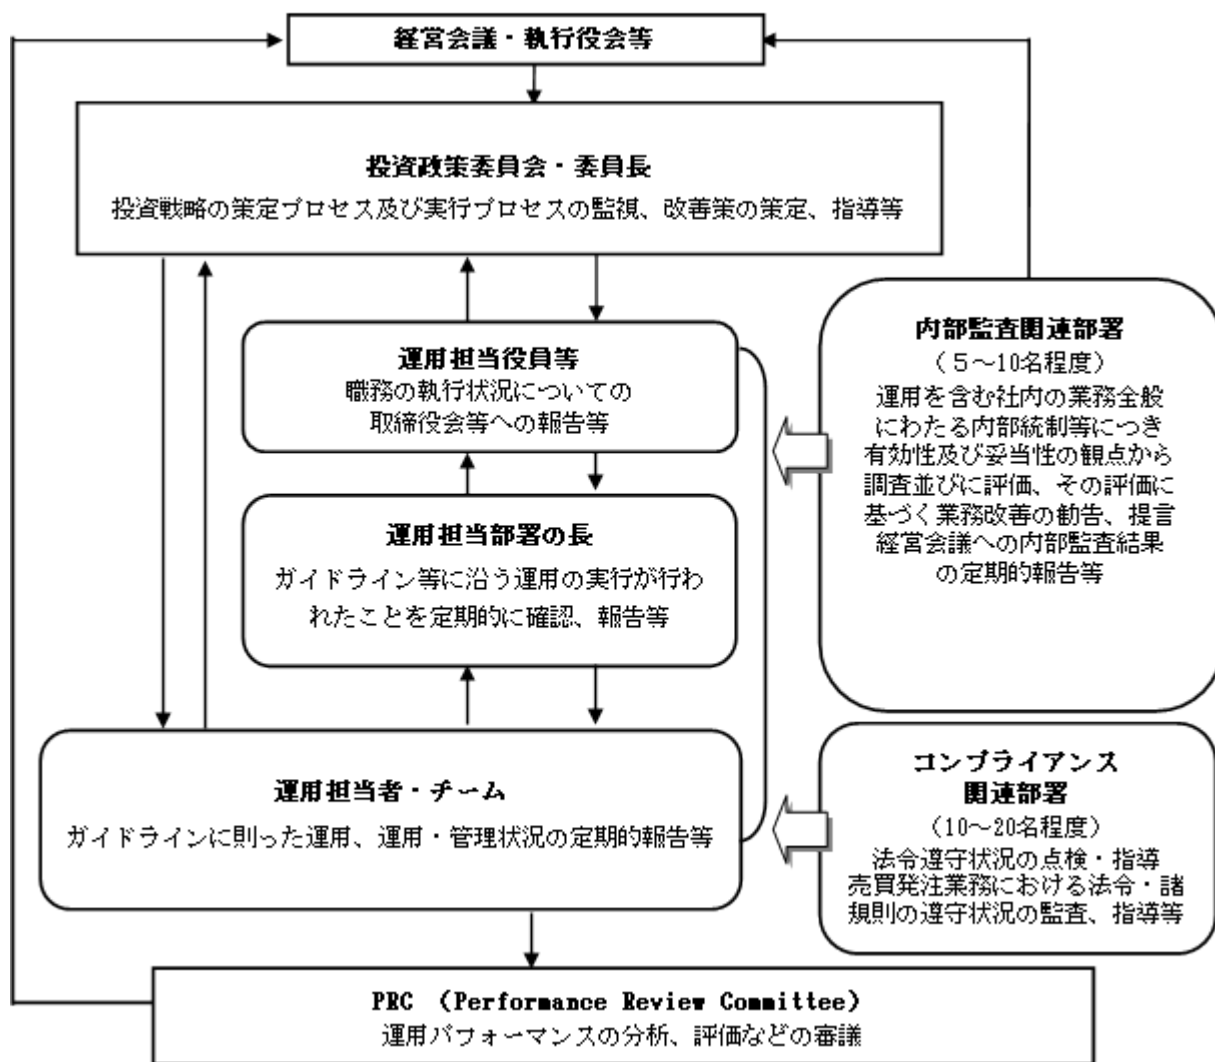 経営会議・執行役会等
投資政策委員会・委員長
投資戦略の策定プロセス及び実行プロセスの監視、改善策の策定、指導等
運用担当役員等
職務の執行状況についての
取締役会等への報告等
運用担当部署の長
ガイドライン等に沿う運用の実行が行わ
れたことを定期的に確認、報告等
運用担当者・チーム
ガイドラインに則った運用、運用・管理状況の定期的報告等
内部監査関連部署
（５～10名程度）
運用を含む社内の業務全般
にわたる内部統制等につき
有効性及び妥当性の観点から
調査並びに評価、その評価に
基づく業務改善の勧告、提言
経営会議への内部監査結果
の定期的報告等
コンプライアンス
関連部署
（10～20名程度）
法令遵守状況の点検・指導
売買発注業務における法令・諸
規則の遵守状況の監査、指導等
PRC （Performance Review Committee）
運用パフォーマンスの分析、評価などの審議